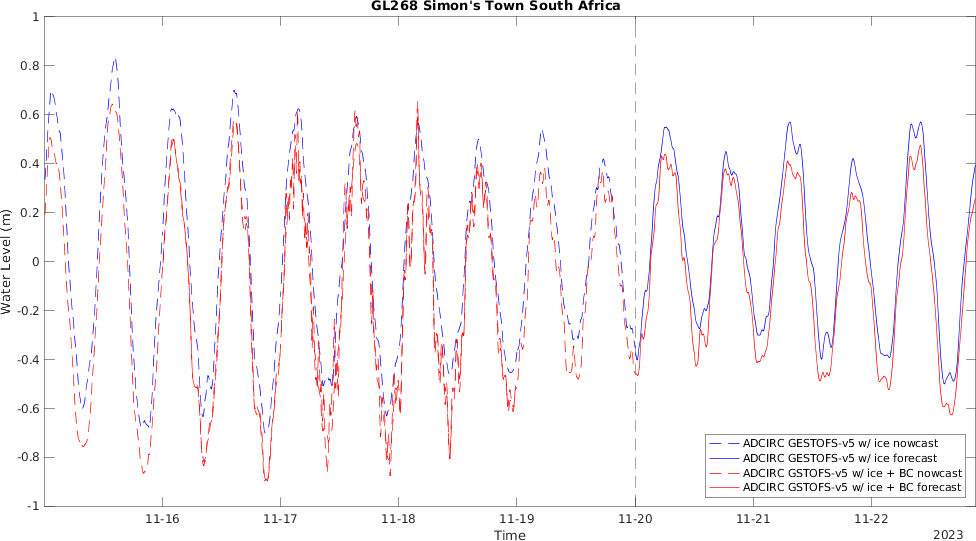 GL268 Simon's Town South Africa
Water Level (m)
1
0.8
0.6
0.4
0.2
0
-0.2
-0.4
-0.6
-0.8
-1
ADCIRC GESTOFS-v5 w/ ice nowcast
ADCIRC GESTOFS-v5 w/ ice forecast
ADCIRC GSTOFS-v5 w/ ice + BC nowcast
ADCIRC GSTOFS-v5 w/ ice + BC forecast
11-16 11-17 11-18 11-19 11-20 11-21 11-22
Time
2023